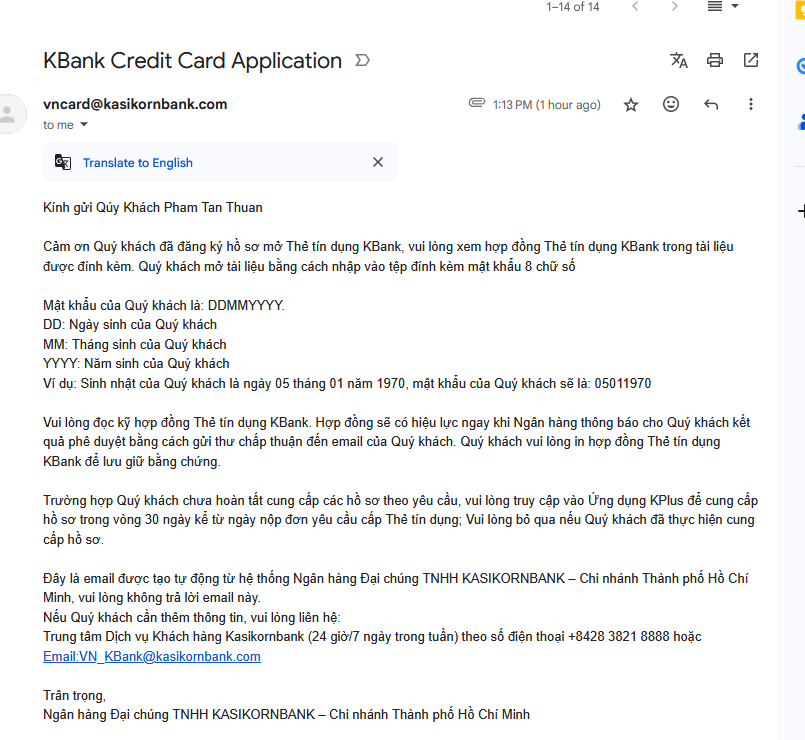 1–14 of 14
KBank Credit Card Application
vncard@kasikornbank.com
1:13 PM (1 hour ago)
to me
Translate to English
Kính gửi Qúy Khách Pham Tan Thuan
Cảm ơn Quý khách đã đăng ký hồ sơ mở Thẻ tín dụng KBank, vui lòng xem hợp đồng Thẻ tín dụng KBank trong tài liệu
được đính kèm. Quý khách mở tài liệu bằng cách nhập vào tệp đính kèm mật khẩu 8 chữ số
Mật khẩu của Quý khách là: DDMMYYYY.
DD: Ngày sinh của Quý khách
MM: Tháng sinh của Quý khách
YYYY: Năm sinh của Quý khách
Ví dụ: Sinh nhật của Quý khách là ngày 05 tháng 01 năm 1970, mật khẩu của Quý khách sẽ là: 05011970
Vui lòng đọc kỹ hợp đồng Thẻ tín dụng KBank. Hợp đồng sẽ có hiệu lực ngay khi Ngân hàng thông báo cho Quý khách kết
quả phê duyệt bằng cách gửi thư chấp thuận đến email của Quý khách. Quý khách vui lòng in hợp đồng Thẻ tín dụng
KBank để lưu giữ bằng chứng.
Trường hợp Quý khách chưa hoàn tất cung cấp các hồ sơ theo yêu cầu, vui lòng truy cập vào Ứng dụng KPlus để cung cấp
hồ sơ trong vòng 30 ngày kể từ ngày nộp đơn yêu cầu cấp Thẻ tín dụng; Vui lòng bỏ qua nếu Quý khách đã thực hiện cung
cấp hồ sơ.
Đây là email được tạo tự động từ hệ thống Ngân hàng Đại chúng TNHH KASIKORNBANK – Chi nhánh Thành phố Hồ Chí
Minh, vui lòng không trả lời email này.
Nếu Quý khách cần thêm thông tin, vui lòng liên hệ:
Trung tâm Dịch vụ Khách hàng Kasikornbank (24 giờ/7 ngày trong tuần) theo số điện thoại +8428 3821 8888 hoặc
Email:VN_KBank@kasikornbank.com
Trân trọng,
Ngân hàng Đại chúng TNHH KASIKORNBANK – Chi nhánh Thành phố Hồ Chí Minh